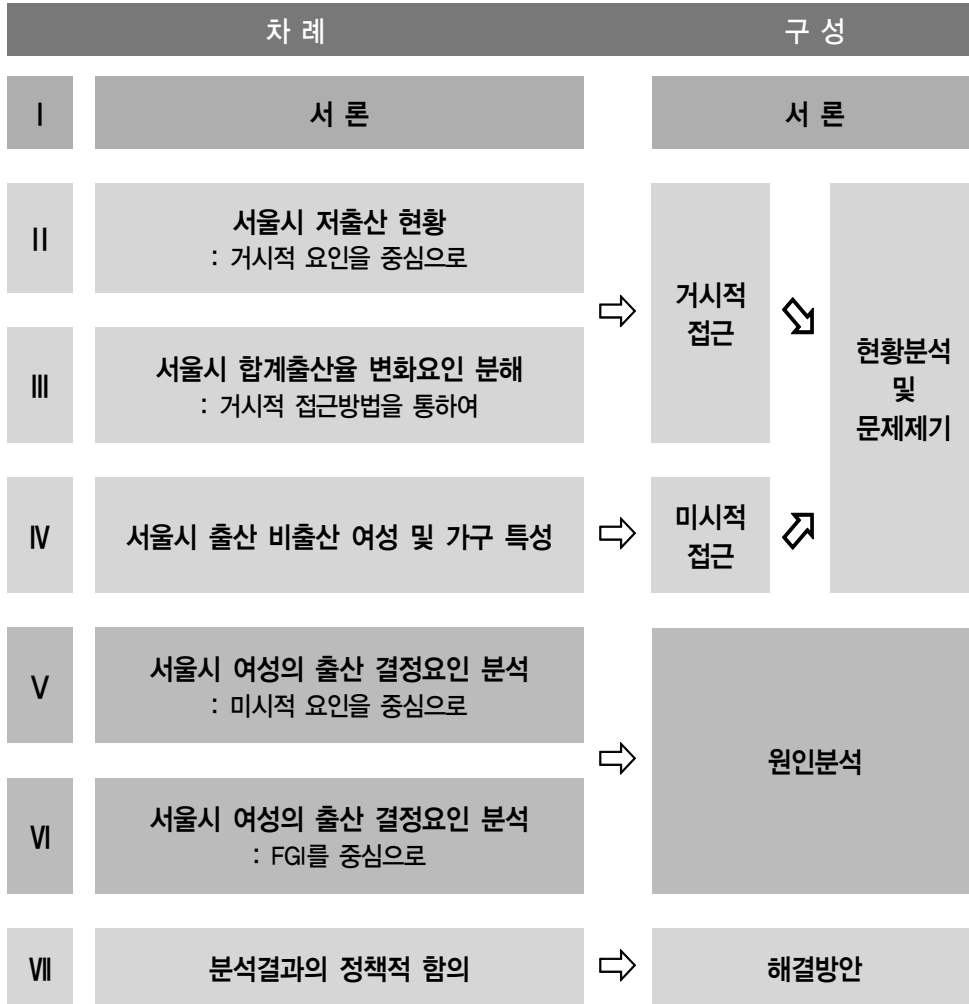 차 례
구 성
Ⅰ
서 론
서 론
Ⅱ
서울시 저출산 현황
: 거시적 요인을 중심으로
Ⅲ
서울시 합계출산율 변화요인 분해
: 거시적 접근방법을 통하여
거시적
접근
현황분석
및
문제제기
Ⅳ
서울시 출산 비출산 여성 및 가구 특성
미시적
접근
Ⅴ
서울시 여성의 출산 결정요인 분석
: 미시적 요인을 중심으로
Ⅵ
서울시 여성의 출산 결정요인 분석
: FGI를 중심으로
원인분석
Ⅶ
분석결과의 정책적 함의
해결방안